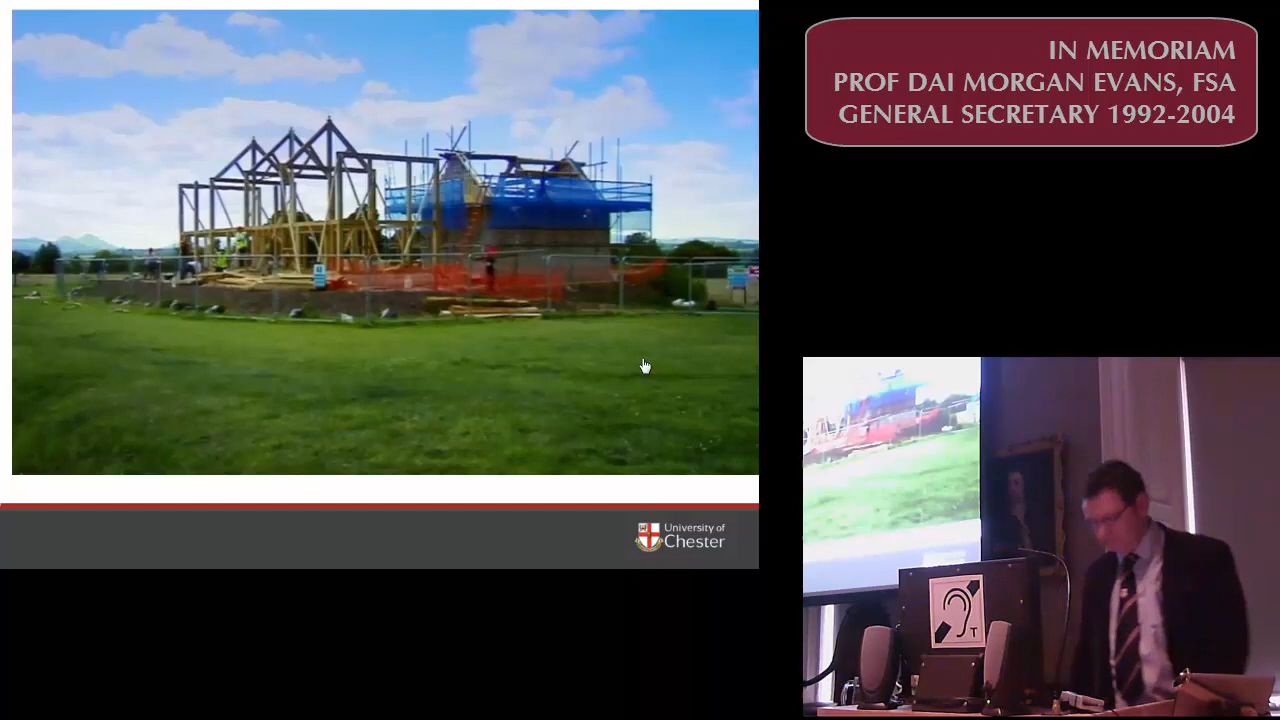 IN MEMORIAM
PROF DAI MORGAN EVANS, FSA
GENERAL SECRETARY 1992-2004
University of
Chester
T